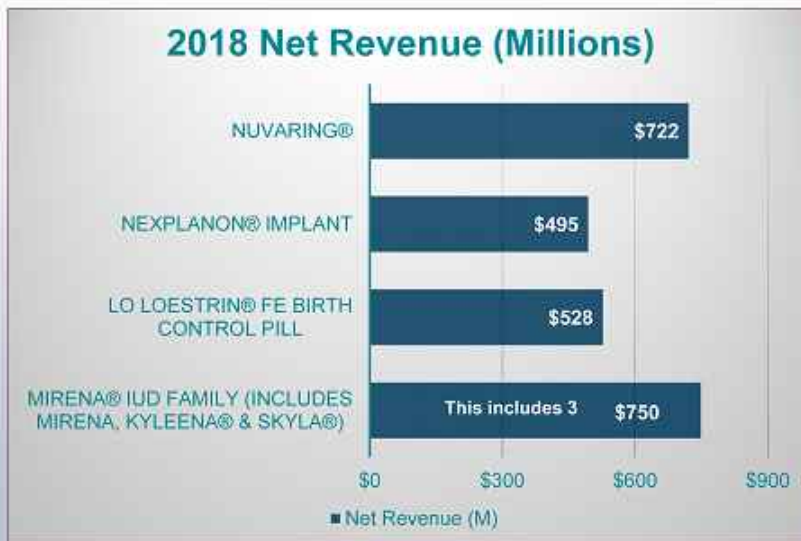 2018 Net Revenue (Millions)
NUVARING®
$722
NEXPLANON® IMPLANT
$495
LO LOESTRIN® FE BIRTH
CONTROL PILL
$528
MIRENA® IUD FAMILY (INCLUDES
MIRENA, KYLEENA® & SKYLA®)
This includes 3 $750
$0 $300 $600 $900
Net Revenue (M)